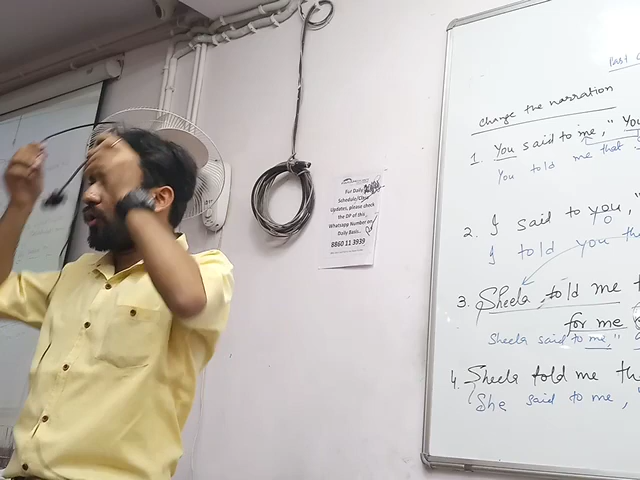 Past
change the narration
1. You said to me, " You
You told me that
2. I said to you, "
I told you
3. Sheela told me
for me
Sheela said to me, "
4. Sheela told me
She said to me, "
For Daily
Schedule/Class
Updates, please check
the DP of this
Whatsapp Number on
Daily Basis..
8860 11 3939